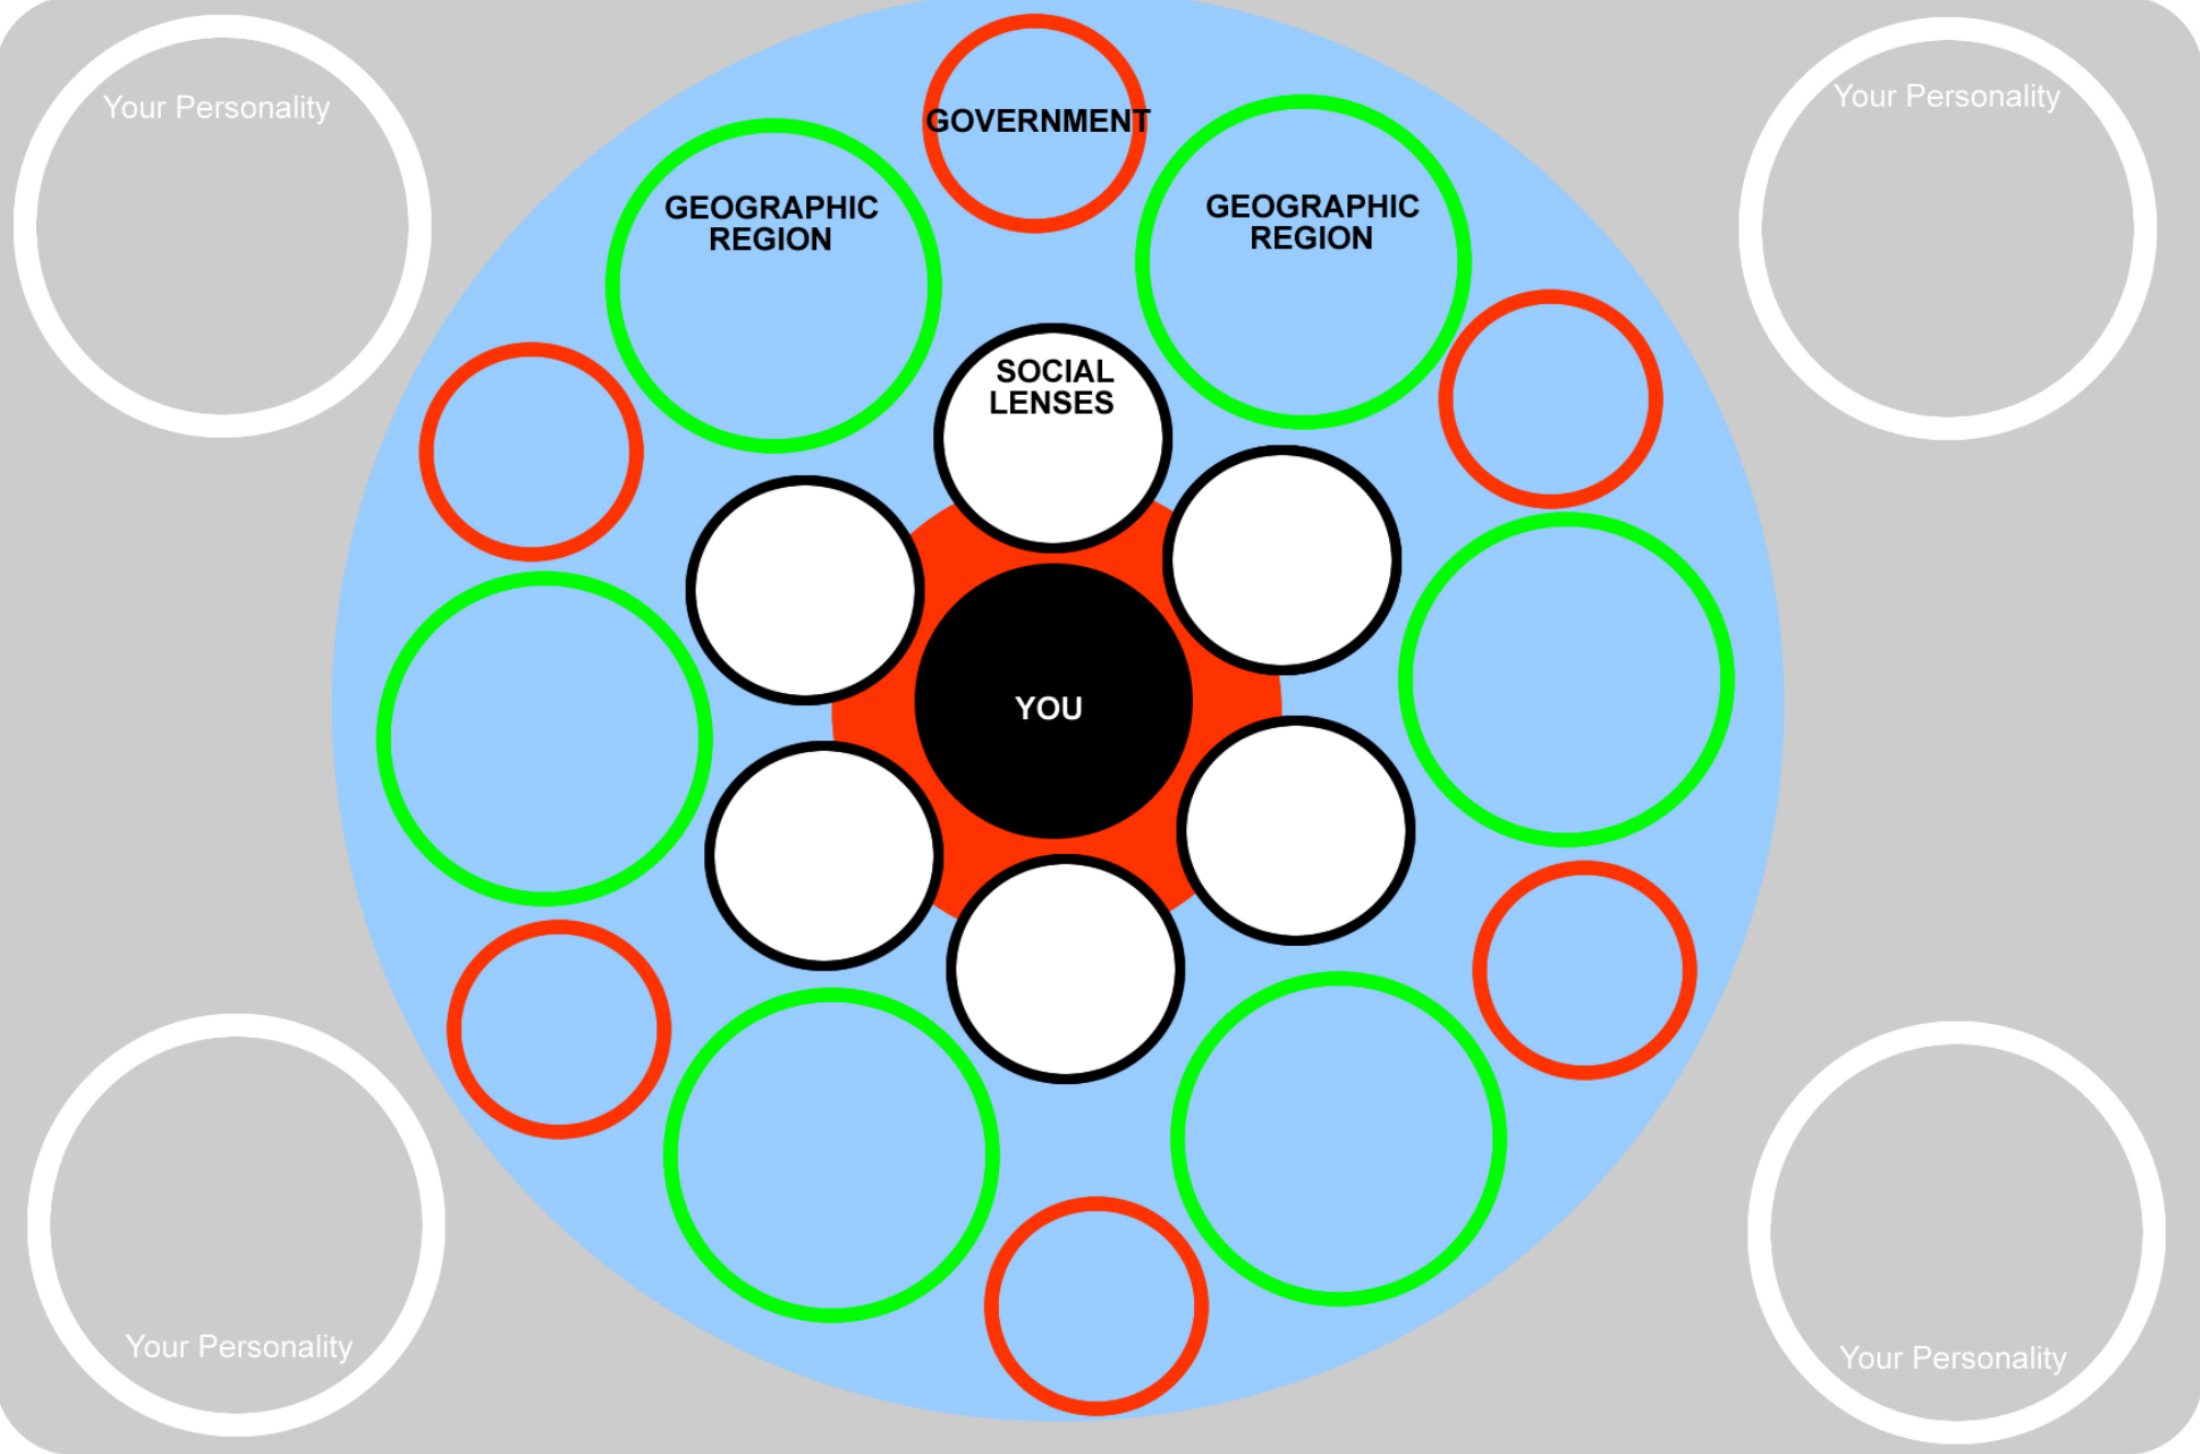 Your Personality
Your Personality
GOVERNMENT
GEOGRAPHIC
REGION
GEOGRAPHIC
REGION
SOCIAL
LENSES
YOU
Your Personality
Your Personality